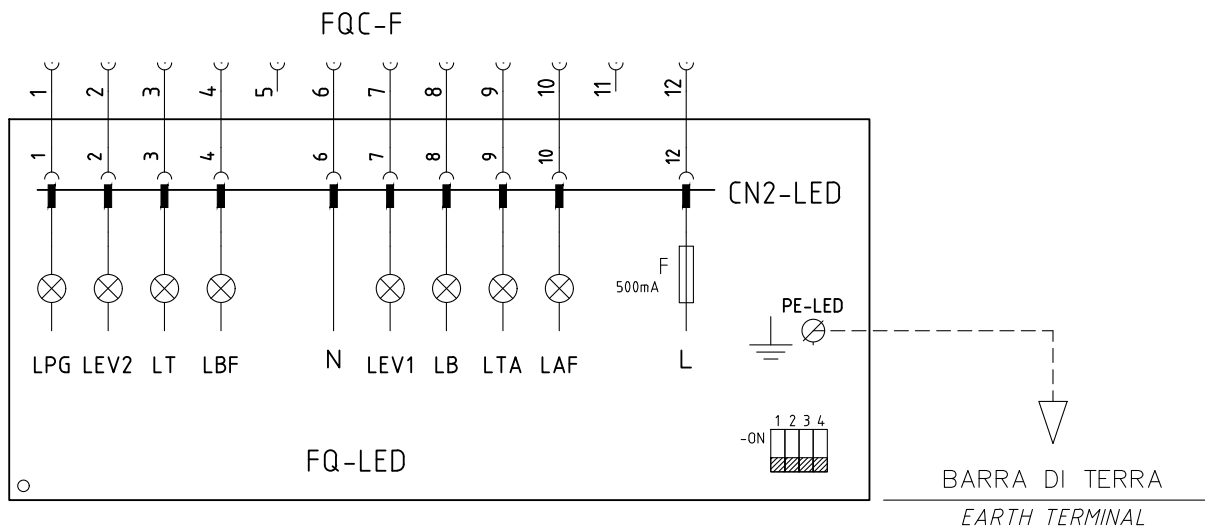 FQC-F
1 2 3 4 5 6 7 8 9 10 11 12
1 2 3 4 6 7 8 9 10 12
CN2-LED
F
500mA
PE-LED
LPG LEV2 LT LBF N LEV1 LB LTA LAF L
1 2 3 4
-ON
FQ-LED
BARRA DI TERRA
EARTH TERMINAL